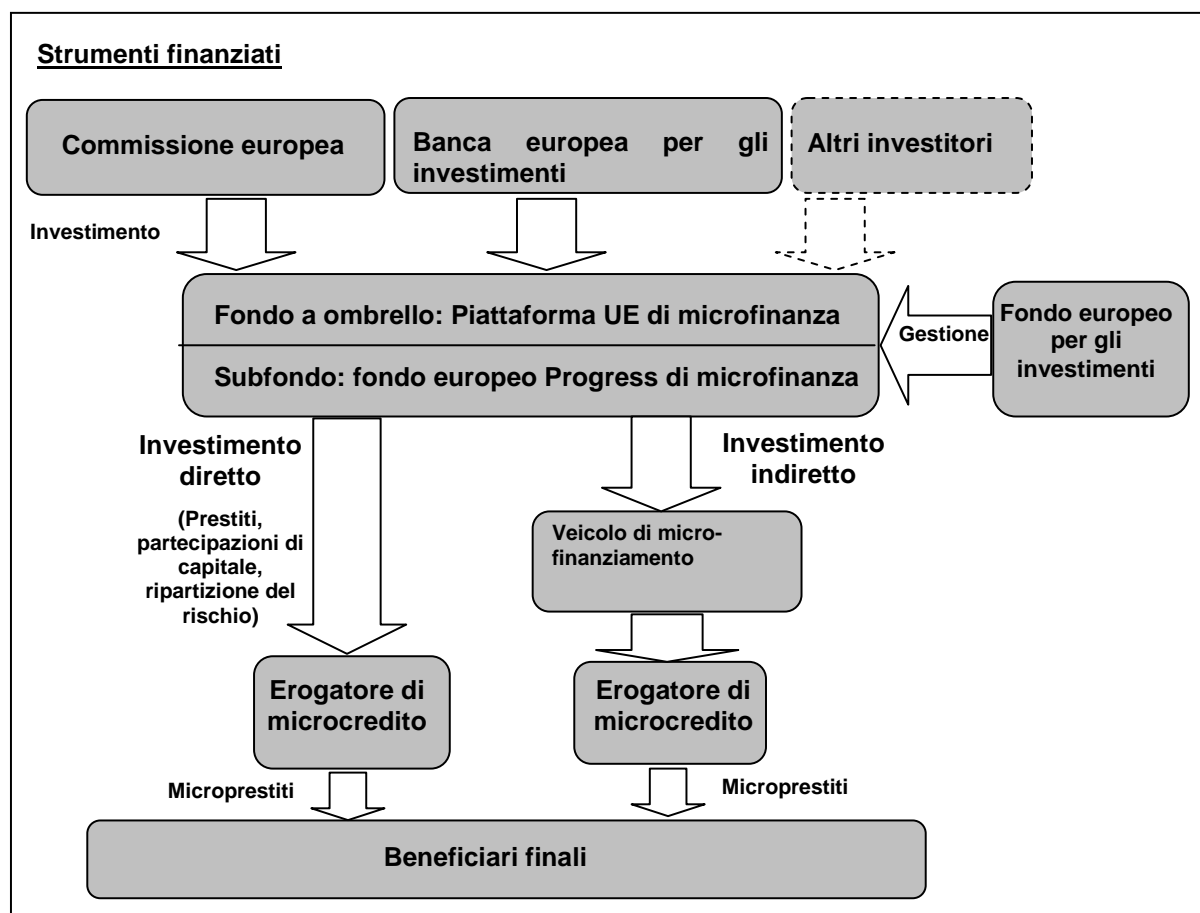 Strumenti finanziati
Commissione europea
Banca europea per gli
investimenti
Altri investitori
Investimento
Fondo a ombrello: Piattaforma UE di microfinanza
Subfondo: fondo europeo Progress di microfinanza
Gestione
Fondo europeo
per gli
investimenti
Investimento
diretto
(Prestiti,
partecipazioni di
capitale,
ripartizione del
rischio)
Investimento
indiretto
Veicolo di micro-
finanziamento
Erogatore di
microcredito
Erogatore di
microcredito
Microprestiti
Microprestiti
Beneficiari finali